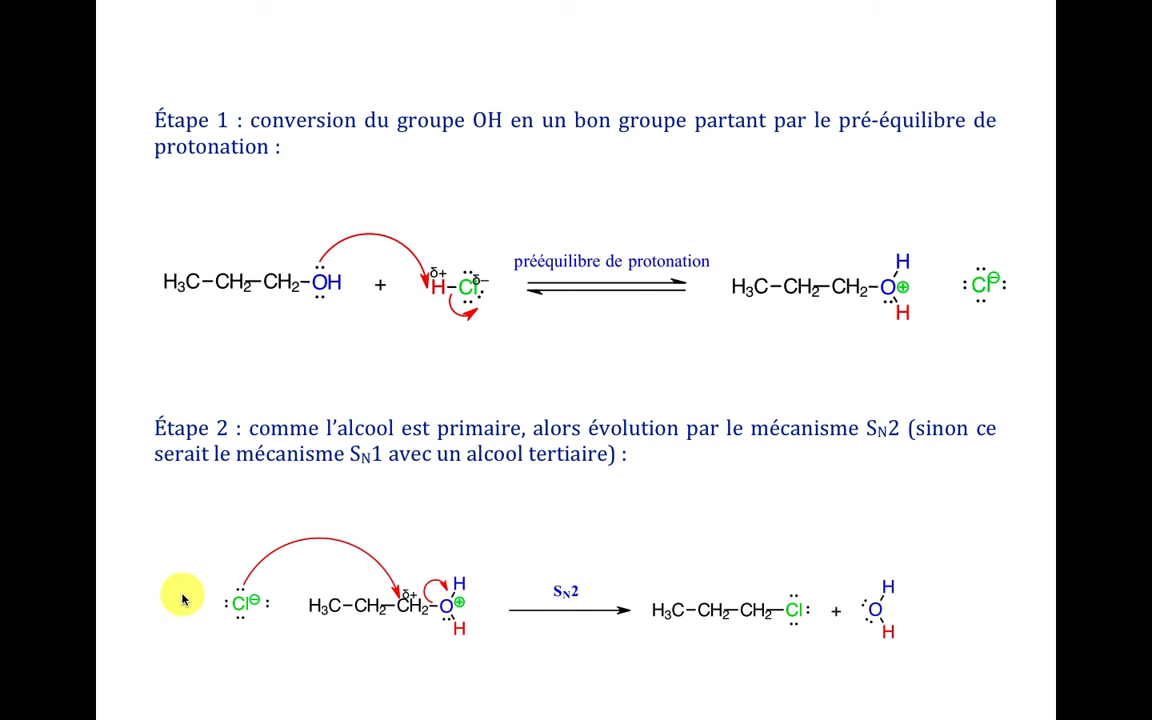 Étape 1 : conversion du groupe OH en un bon groupe partant par le pré-équilibre de
protonation :
H₃C−CH₂−CH₂−OH + δ+ H−Cl δ− prééquilibre de protonation H₃C−CH₂−CH₂−O⊕ H H Cl⊖
Étape 2 : comme l’alcool est primaire, alors évolution par le mécanisme SN2 (sinon ce
serait le mécanisme SN1 avec un alcool tertiaire) :
Cl⊖ H₃C−CH₂−CH₂−O⊕ δ+ H H SN2 H₃C−CH₂−CH₂−Cl + O H H